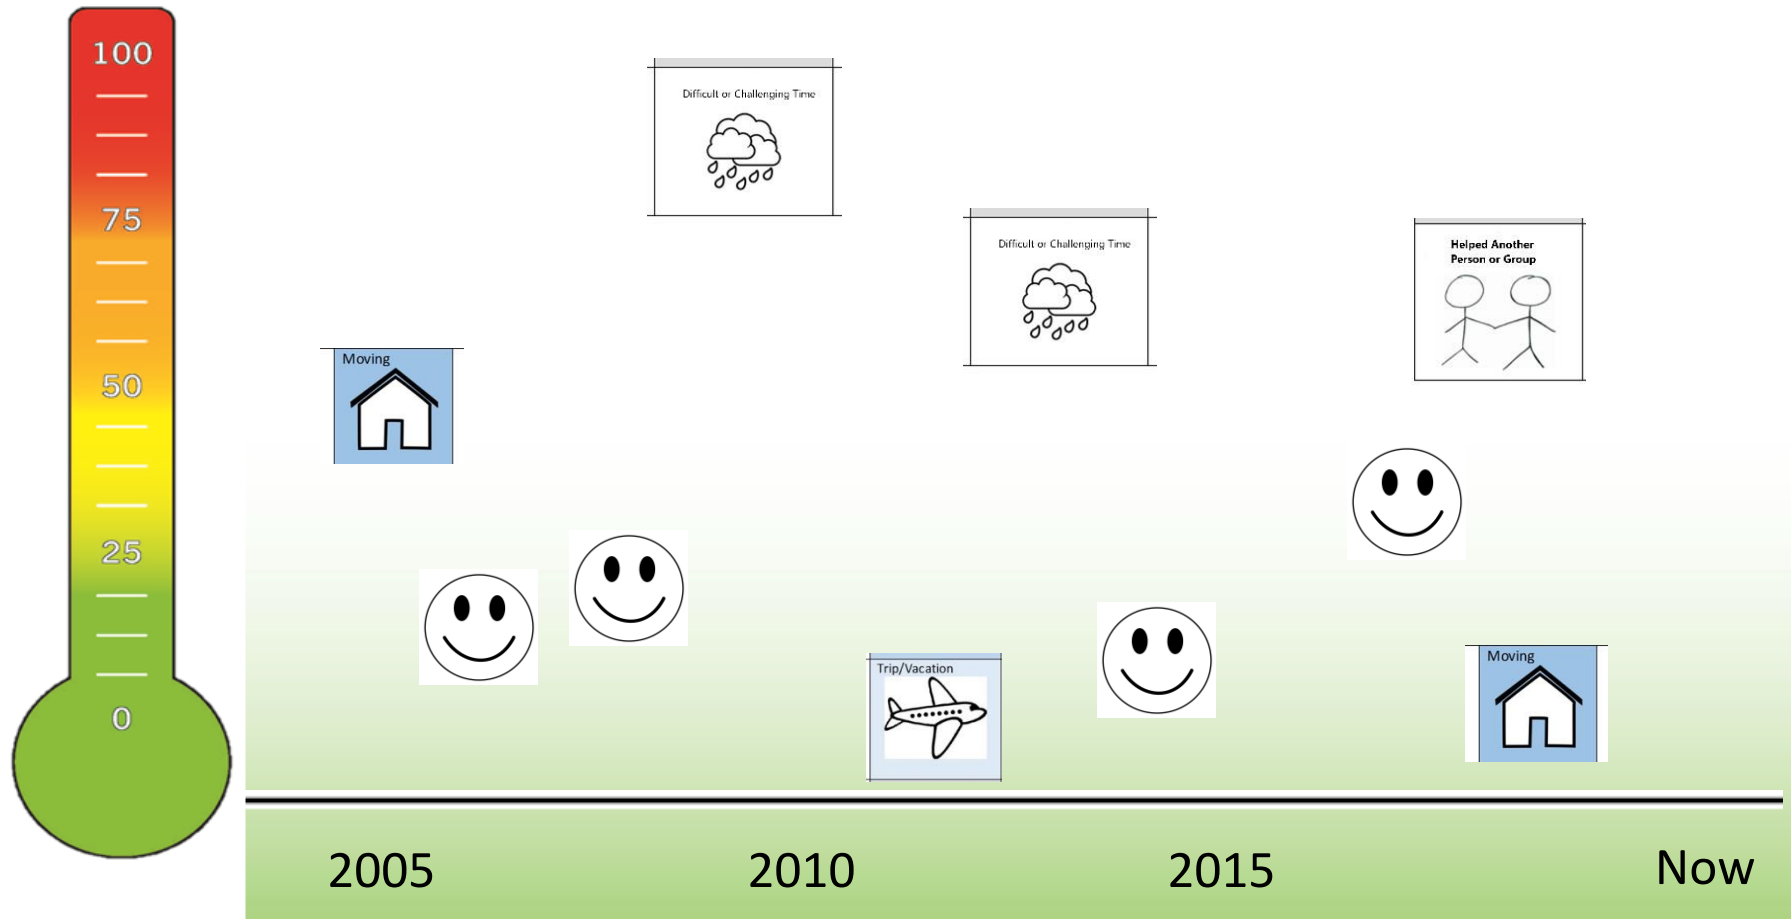 100
75
50
25
0
Difficult or Challenging Time
Difficult or Challenging Time
Helped Another
Person or Group
Moving
Trip/Vacation
Moving
2005
2010
2015
Now